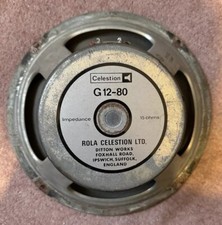 Celestion
G12-80
Impedance 15 ohms
ROLA CELESTION LTD.
DITTON WORKS
FOXHALL ROAD,
IPSWICH, SUFFOLK,
ENGLAND